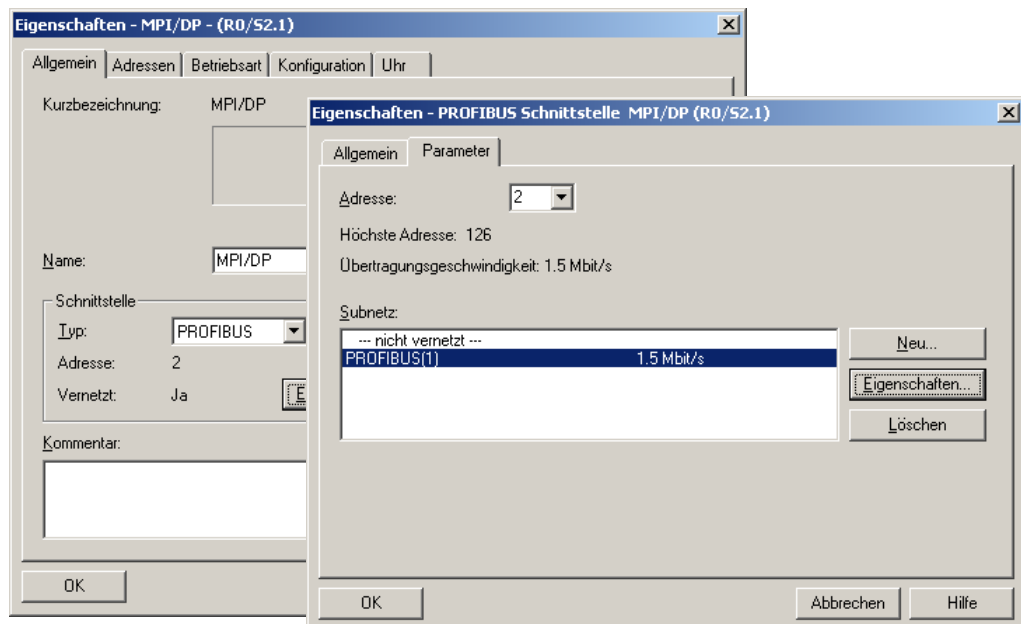 Eigenschaften - MPI/DP - (R0/S2.1)
Allgemein Adressen Betriebsart Konfiguration Uhr
Kurzbezeichnung: MPI/DP
Name: MPI/DP
Schnittstelle
Typ: PROFIBUS
Adresse: 2
Vernetzt: Ja E
Kommentar:
OK
Eigenschaften - PROFIBUS Schnittstelle MPI/DP (R0/S2.1)
Allgemein Parameter
Adresse: 2
Höchste Adresse: 126
Übertragungsgeschwindigkeit: 1.5 Mbit/s
Subnetz:
--- nicht vernetzt ---
PROFIBUS(1) 1.5 Mbit/s
Neu...
Eigenschaften...
Löschen
OK Abbrechen Hilfe